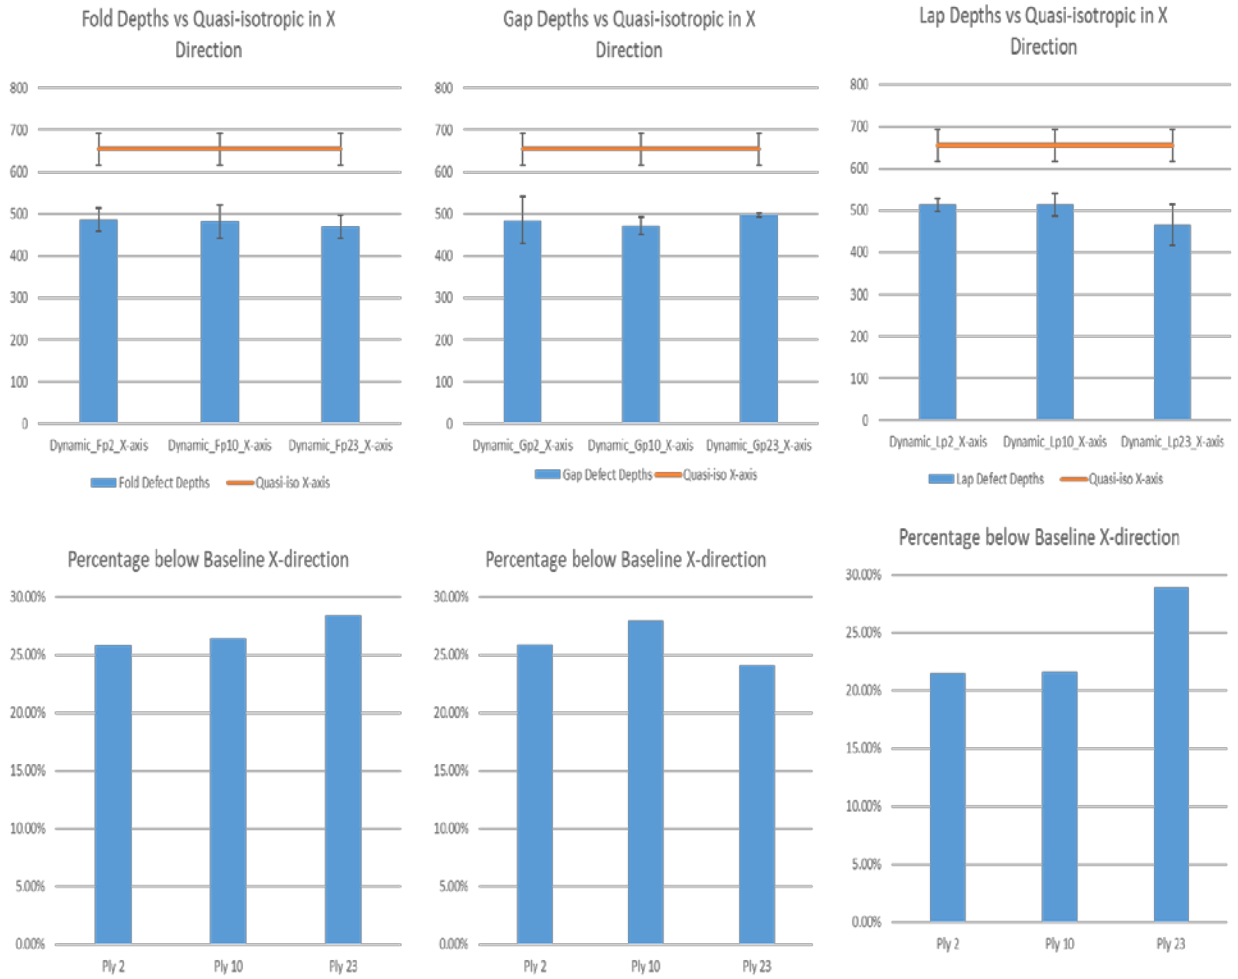 Fold Depths vs Quasi-isotropic in X
Direction
800
700
600
500
400
300
200
100
0
Dynamic_Fp2_X-axis Dynamic_Fp10_X-axis Dynamic_Fp23_X-axis
Fold Defect Depths Quasi-iso X-axis
Gap Depths vs Quasi-isotropic in X
Direction
800
700
600
500
400
300
200
100
0
Dynamic_Gp2_X-axis Dynamic_Gp10_X-axis Dynamic_Gp23_X-axis
Gap Defect Depths Quasi-iso X-axis
Lap Depths vs Quasi-isotropic in X
Direction
800
700
600
500
400
300
200
100
0
Dynamic_Lp2_X-axis Dynamic_Lp10_X-axis Dynamic_Lp23_X-axis
Lap Defect Depths Quasi-iso X-axis
Percentage below Baseline X-direction
30.00%
25.00%
20.00%
15.00%
10.00%
5.00%
0.00%
Ply 2 Ply 10 Ply 23
Percentage below Baseline X-direction
30.00%
25.00%
20.00%
15.00%
10.00%
5.00%
0.00%
Ply 2 Ply 10 Ply 23
Percentage below Baseline X-direction
30.00%
25.00%
20.00%
15.00%
10.00%
5.00%
0.00%
Ply 2 Ply 10 Ply 23